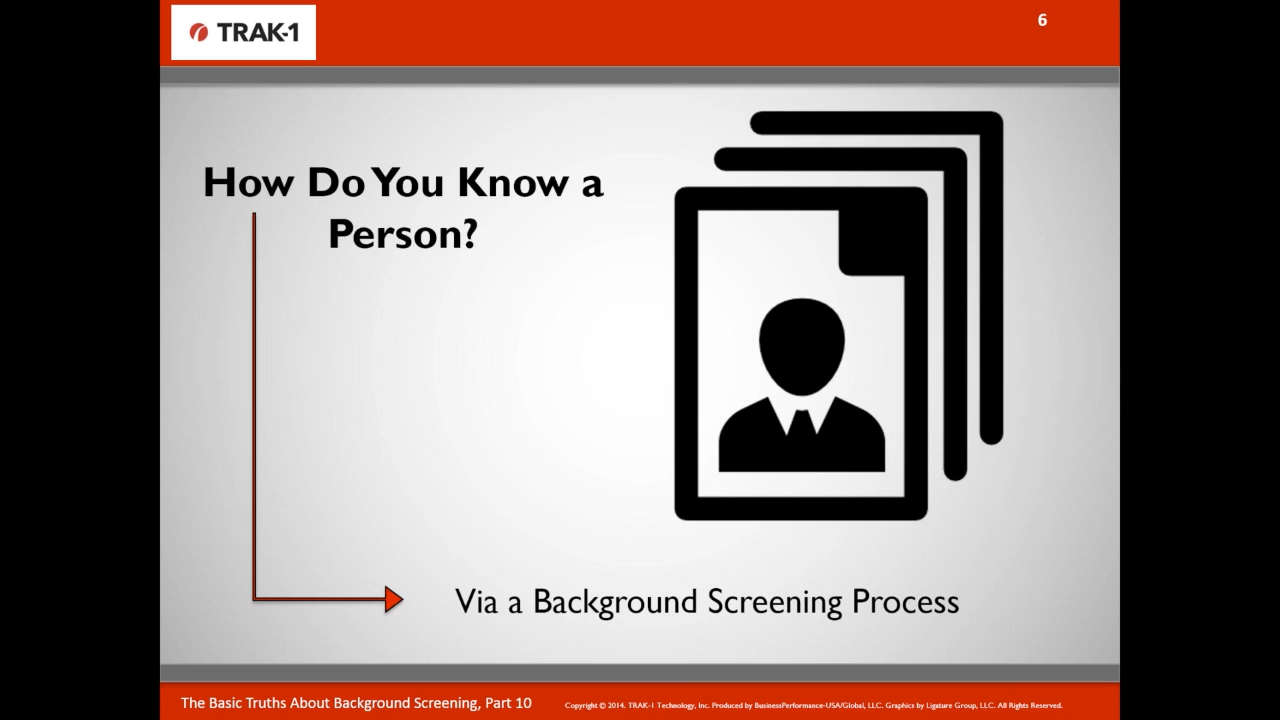 TRAK-1
6
How Do You Know a
Person?
Via a Background Screening Process
The Basic Truths About Background Screening, Part 10
Copyright © 2014. TRAK-1 Technology, Inc. Produced by BusinessPerformance-USA/Global, LLC. Graphics by Ligature Group, LLC. All Rights Reserved.